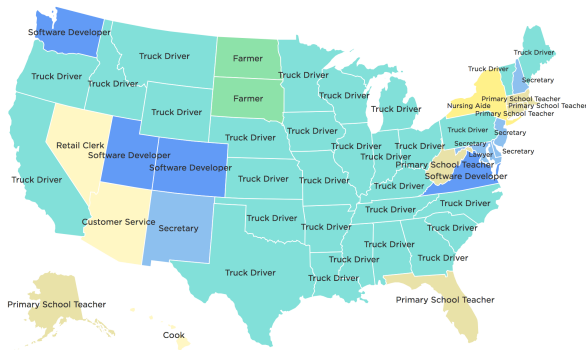 Software Developer
Truck Driver
Farmer
Truck Driver
Truck Driver
Secretary
Truck Driver
Truck Driver
Truck Driver
Truck Driver
Truck Driver
Farmer
Truck Driver
Nursing Aide
Primary School Teacher
Primary School Teacher
Primary School Teacher
Truck Driver
Truck Driver
Truck Driver
Truck Driver
Secretary
Retail Clerk
Software Developer
Software Developer
Truck Driver
Truck Driver
Truck Driver
Truck Driver
Secretary
Lawyer
Secretary
Primary School Teacher
Software Developer
Truck Driver
Truck Driver
Truck Driver
Truck Driver
Truck Driver
Customer Service
Secretary
Truck Driver
Truck Driver
Truck Driver
Truck Driver
Truck Driver
Truck Driver
Truck Driver
Truck Driver
Truck Driver
Truck Driver
Primary School Teacher
Primary School Teacher
Cook